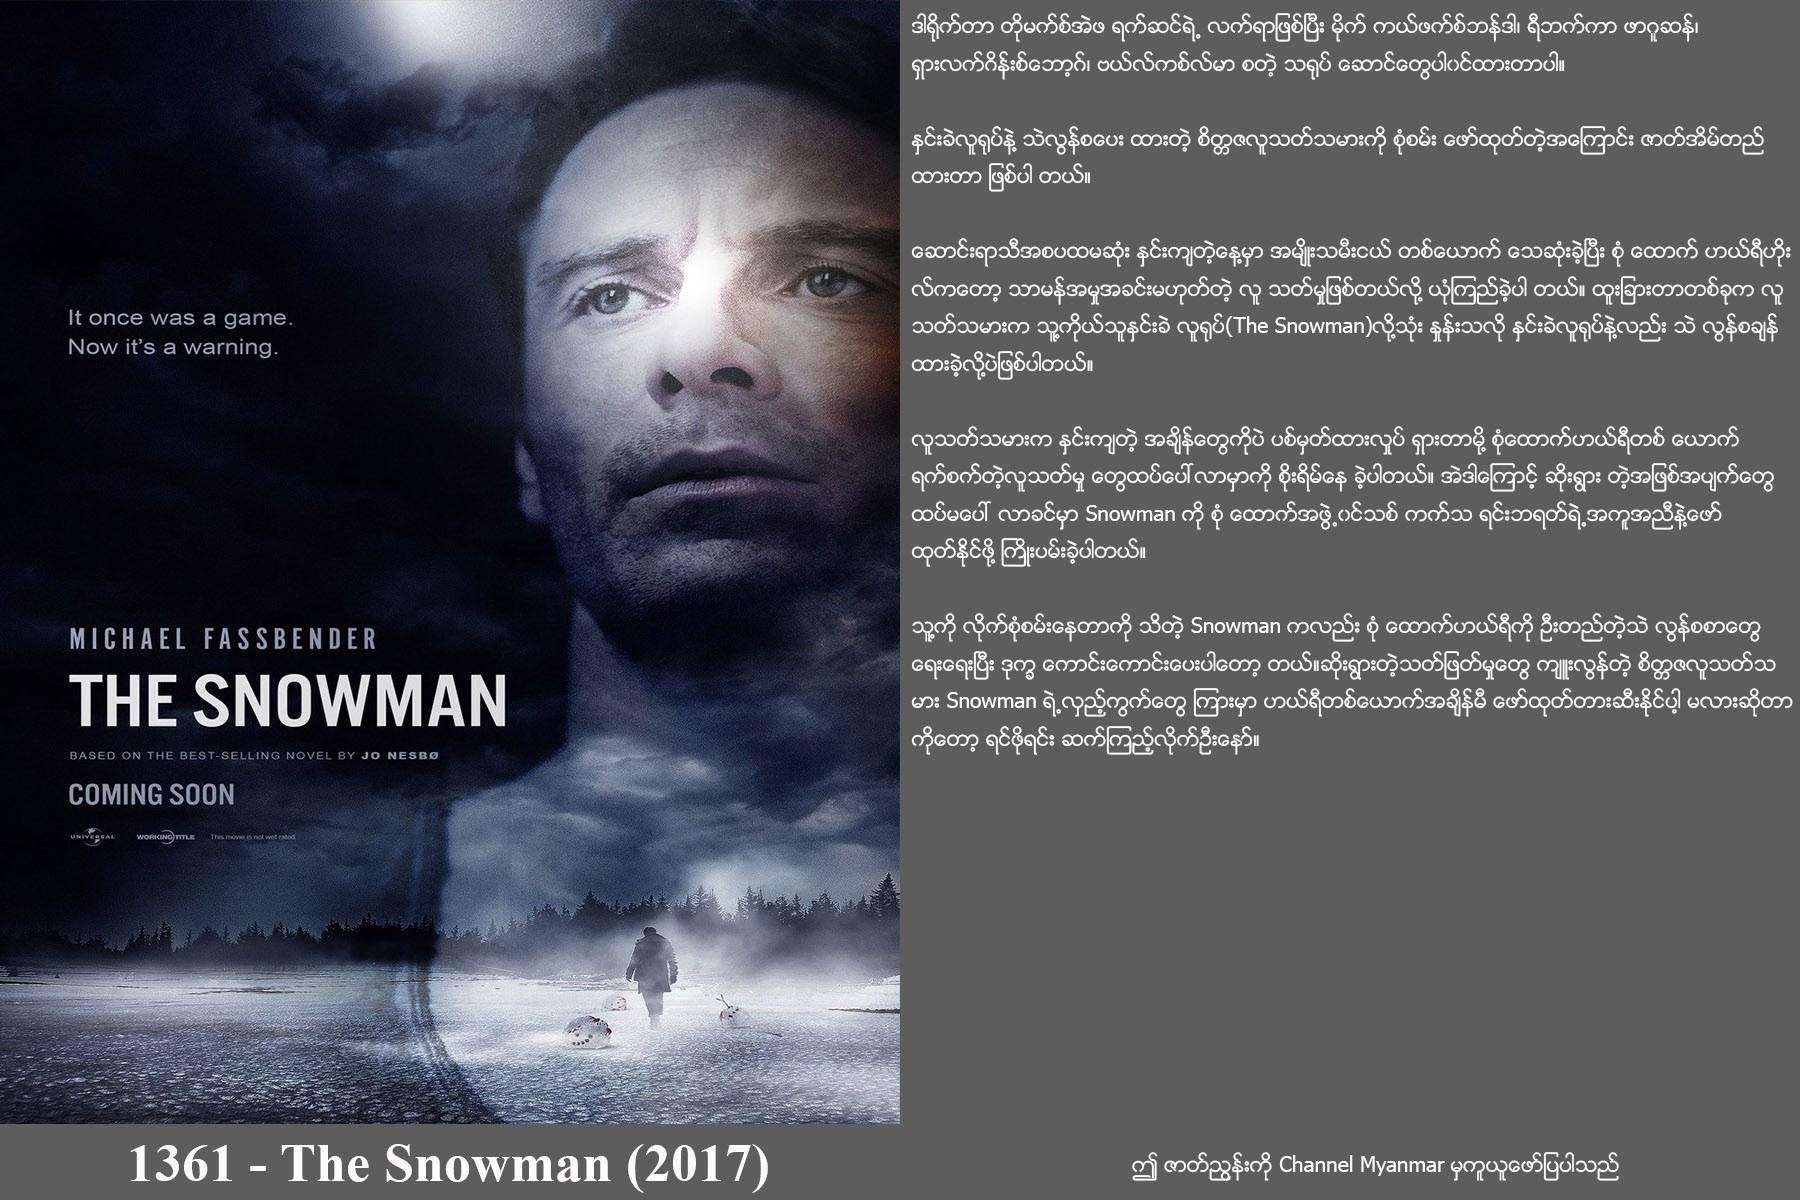 It once was a game.
Now it's a warning.
MICHAEL FASSBENDER
THE SNOWMAN
BASED ON THE BEST-SELLING NOVEL BY JO NESBØ
COMING SOON
UNIVERSAL WORKING TITLE This movie is not yet rated.
1361 - The Snowman (2017)
ဒါရိုက်တာ တိုမက်စ်အဲဖ ရက်ဆင်ရဲ့ လက်ရာဖြစ်ပြီး မိုက် ကယ်ဖက်စ်ဘန်ဒါ၊ ရီဘက်ကာ ဖာဂူဆန်၊
ရှားလက်ဂိန်းစ်ဘော့ဂ်၊ ဗယ်လ်ကစ်လ်မာ စတဲ့ သရုပ် ဆောင်တွေပါဝင်ထားတာပါ။
နှင်းခဲလူရုပ်နဲ့ သဲလွန်စပေး ထားတဲ့ စိတ္တဇလူသတ်သမားကို စုံစမ်း ဖော်ထုတ်တဲ့အကြောင်း ဇာတ်အိမ်တည်
ထားတာ ဖြစ်ပါ တယ်။
ဆောင်းရာသီအစပထမဆုံး နှင်းကျတဲ့နေ့မှာ အမျိုးသမီးငယ် တစ်ယောက် သေဆုံးခဲ့ပြီး စုံ ထောက် ဟယ်ရီဟိုး
လ်ကတော့ သာမန်အမှုအခင်းမဟုတ်တဲ့ လူ သတ်မှုဖြစ်တယ်လို့ ယုံကြည်ခဲ့ပါ တယ်။ ထူးခြားတာတစ်ခုက လူ
သတ်သမားက သူ့ကိုယ်သူနှင်းခဲ လူရုပ်(The Snowman)လို့သုံး နှုန်းသလို နှင်းခဲလူရုပ်နဲ့လည်း သဲ လွန်စချန်
ထားခဲ့လို့ပဲဖြစ်ပါတယ်။
လူသတ်သမားက နှင်းကျတဲ့ အချိန်တွေကိုပဲ ပစ်မှတ်ထားလှုပ် ရှားတာမို့ စုံထောက်ဟယ်ရီတစ် ယောက်
ရက်စက်တဲ့လူသတ်မှု တွေထပ်ပေါ်လာမှာကို စိုးရိမ်နေ ခဲ့ပါတယ်။ အဲဒါကြောင့် ဆိုးရွား တဲ့အဖြစ်အပျက်တွေ
ထပ်မပေါ် လာခင်မှာ Snowman ကို စုံ ထောက်အဖွဲ့ဝင်သစ် ကက်သ ရင်းဘရတ်ရဲ့အကူအညီနဲ့ဖော်
ထုတ်နိုင်ဖို့ ကြိုးပမ်းခဲ့ပါတယ်။
သူ့ကို လိုက်စုံစမ်းနေတာကို သိတဲ့ Snowman ကလည်း စုံ ထောက်ဟယ်ရီကို ဦးတည်တဲ့သဲ လွန်စစာတွေ
ရေးရေးပြီး ဒုက္ခ ကောင်းကောင်းပေးပါတော့ တယ်။ဆိုးရွားတဲ့သတ်ဖြတ်မှုတွေ ကျူးလွန်တဲ့ စိတ္တဇလူသတ်သ
မား Snowman ရဲ့လှည့်ကွက်တွေ ကြားမှာ ဟယ်ရီတစ်ယောက်အချိန်မီ ဖော်ထုတ်တားဆီးနိုင်ပါ့ မလားဆိုတာ
ကိုတော့ ရင်ဖိုရင်း ဆက်ကြည့်လိုက်ဦးနော်။
ဤ ဇာတ်ညွှန်းကို Channel Myanmar မှကူယူဖော်ပြပါသည်